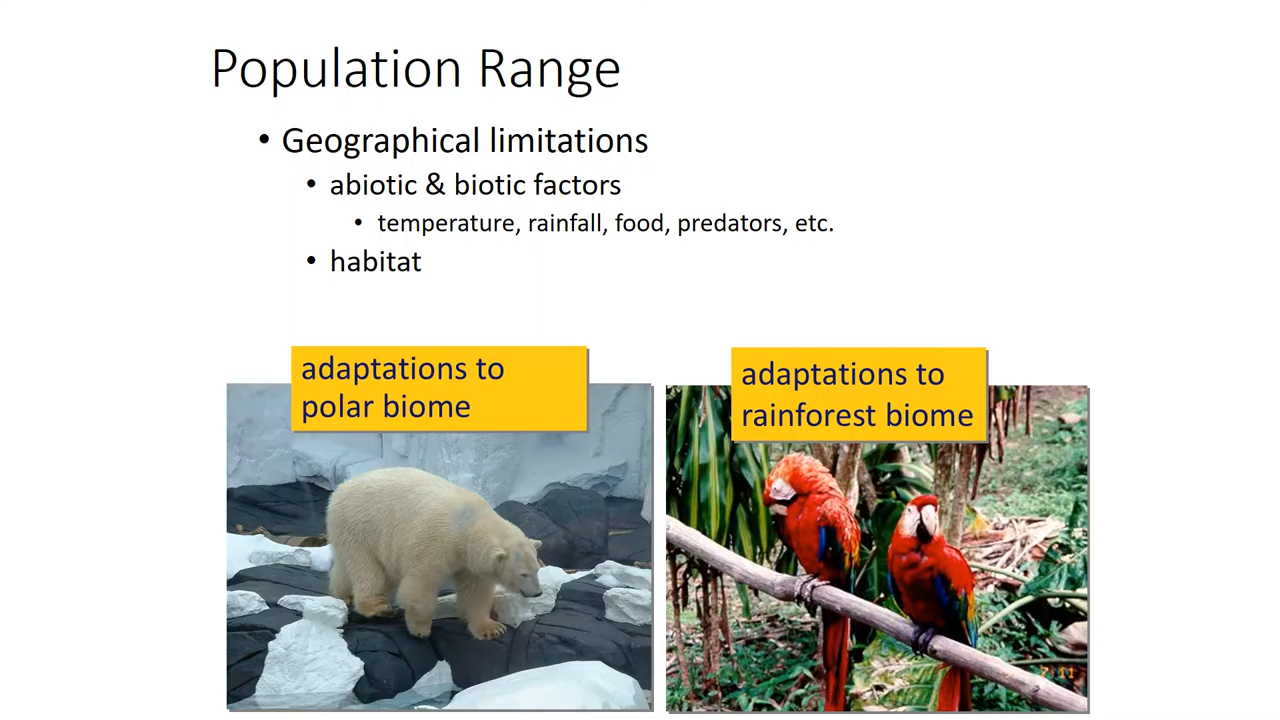 Population Range
• Geographical limitations
• abiotic & biotic factors
• temperature, rainfall, food, predators, etc.
• habitat
adaptations to
polar biome
adaptations to
rainforest biome